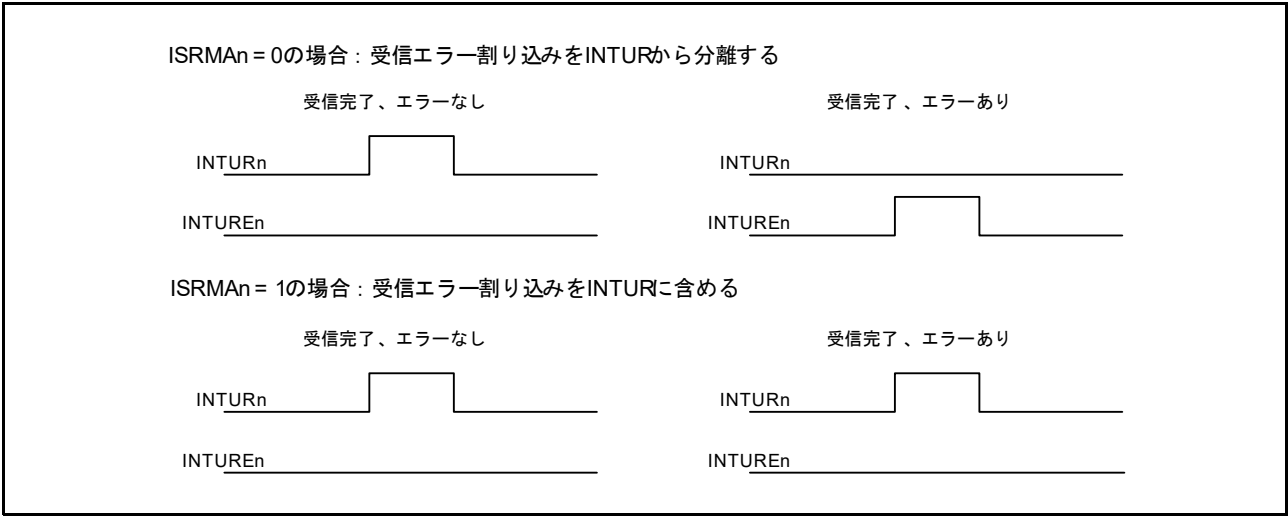 ISRMAn = 0の場合：受信エラー割り込みをINTURから分離する
受信完了、エラーなし
受信完了、エラーあり
INTURn
INTURn
INTUREn
INTUREn
ISRMAn = 1の場合：受信エラー割り込みをINTURに含める
受信完了、エラーなし
受信完了、エラーあり
INTURn
INTURn
INTUREn
INTUREn